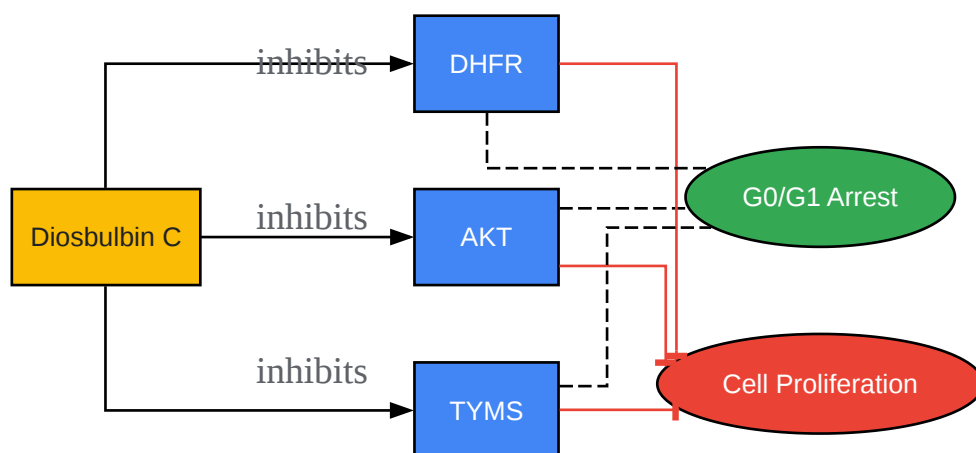 inhibits
DHFR
G0/G1 Arrest
Diosbulbin C
inhibits
AKT
inhibits
Cell Proliferation
TYMS